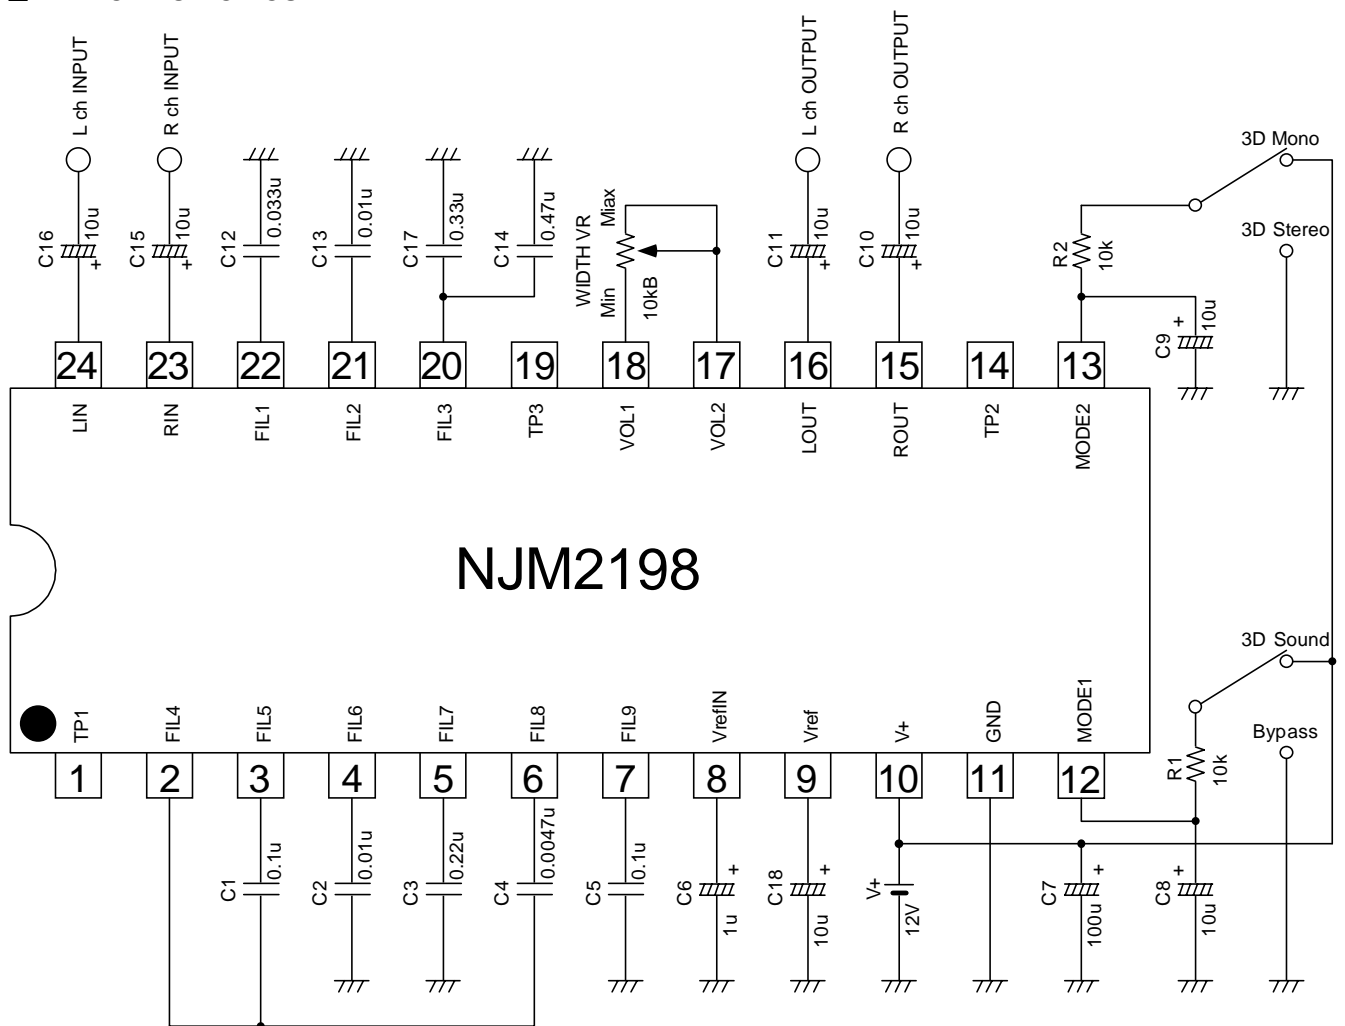 L ch INPUT
R ch INPUT
L ch OUTPUT
R ch OUTPUT
3D Mono
3D Stereo
C16
10u
+
C15
10u
+
C12
0.033u
C13
0.01u
C17
0.33u
C14
0.47u
WIDTH VR
Miax
Min
10kB
C11
10u
+
C10
10u
+
R2
10k
C9
+
10u
24
23
22
21
20
19
18
17
16
15
14
13
LIN
RIN
FIL1
FIL2
FIL3
TP3
VOL1
VOL2
LOUT
ROUT
TP2
MODE2
NJM2198
3D Sound
Bypass
R1
10k
TP1
FIL4
FIL5
FIL6
FIL7
FIL8
FIL9
VrefIN
Vref
V+
GND
MODE1
1
2
3
4
5
6
7
8
9
10
11
12
C1
0.1u
C2
0.01u
C3
0.22u
C4
0.0047u
C5
0.1u
C6
+
1u
C18
+
10u
V+
12V
C7
+
100u
C8
+
10u